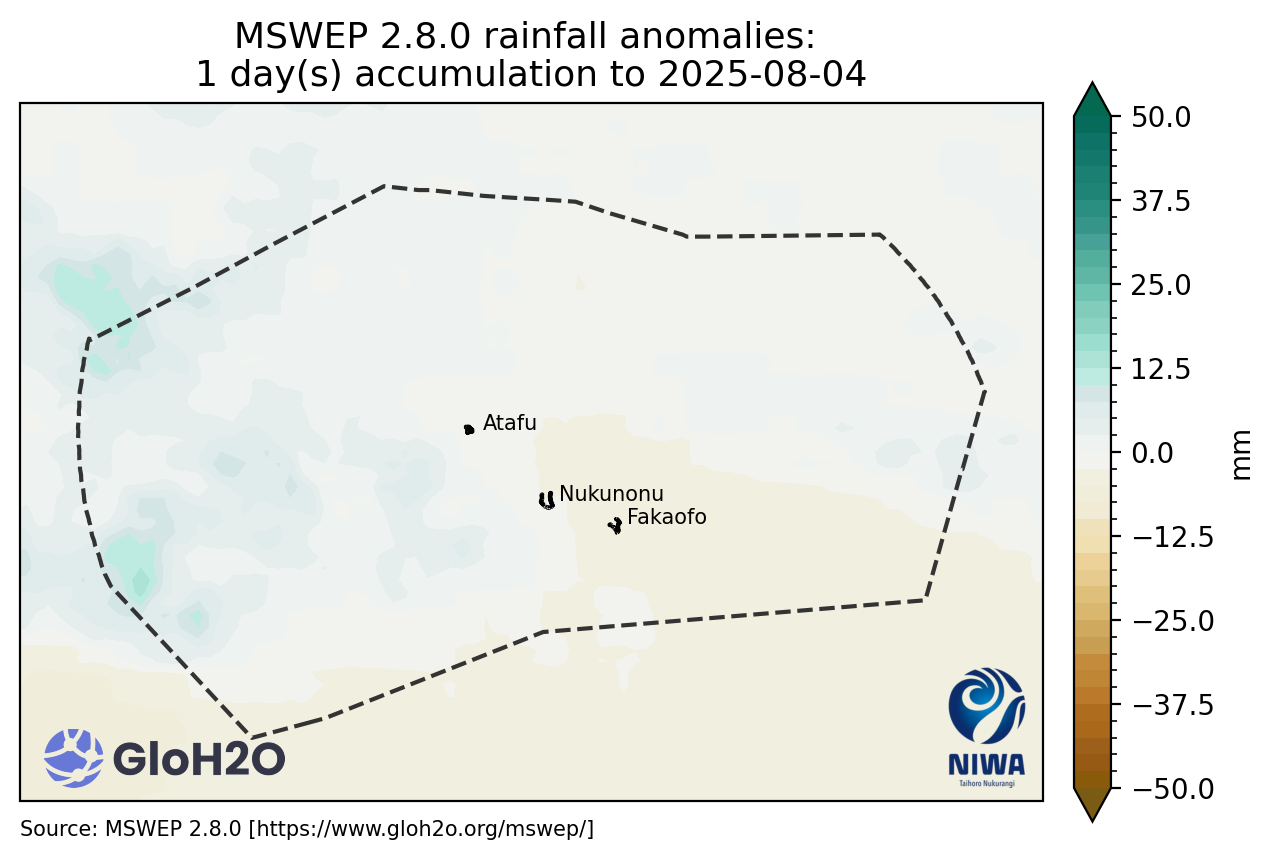 MSWEP 2.8.0 rainfall anomalies:
1 day(s) accumulation to 2025-08-04
50.0
37.5
25.0
12.5
0.0
−12.5
−25.0
−37.5
−50.0
mm
Atafu
Nukunonu
Fakaofo
GloH2O
NIWA
Taihoro Nukurangi
Source: MSWEP 2.8.0 [https://www.gloh2o.org/mswep/]